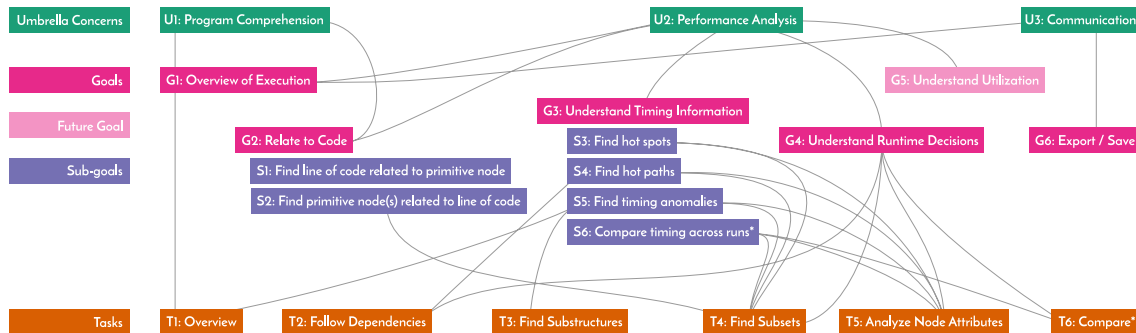 Umbrella Concerns
U1: Program Comprehension
U2: Performance Analysis
U3: Communication
Goals
G1: Overview of Execution
G5: Understand Utilization
G3: Understand Timing Information
Future Goal
G2: Relate to Code
S3: Find hot spots
G4: Understand Runtime Decisions
G6: Export / Save
Sub-goals
S1: Find line of code related to primitive node
S4: Find hot paths
S2: Find primitive node(s) related to line of code
S5: Find timing anomalies
S6: Compare timing across runs*
Tasks
T1: Overview
T2: Follow Dependencies
T3: Find Substructures
T4: Find Subsets
T5: Analyze Node Attributes
T6: Compare*